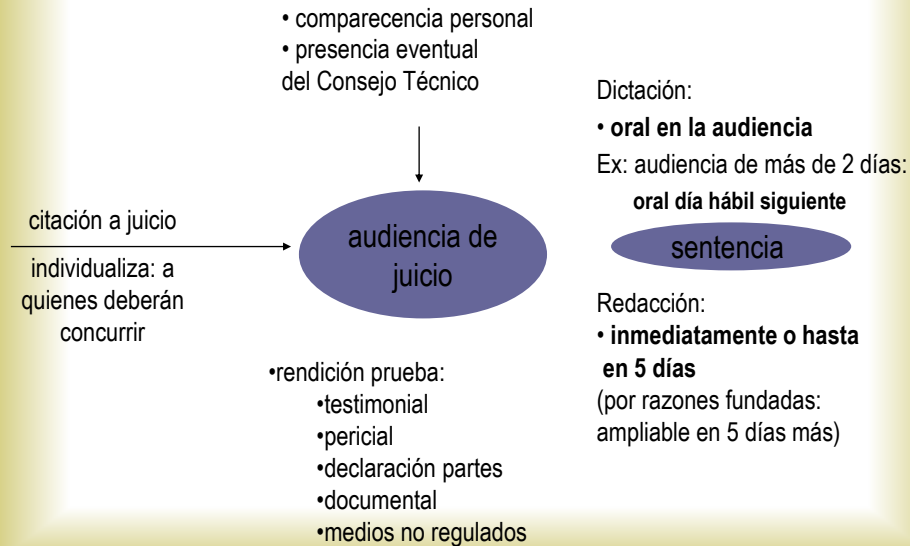 • comparecencia personal
• presencia eventual
del Consejo Técnico
citación a juicio
individualiza: a
quienes deberán
concurrir
audiencia de
juicio
•rendición prueba:
•testimonial
•pericial
•declaración partes
•documental
•medios no regulados
Dictación:
• oral en la audiencia
Ex: audiencia de más de 2 días:
oral día hábil siguiente
sentencia
Redacción:
• inmediatamente o hasta
en 5 días
(por razones fundadas:
ampliable en 5 días más)